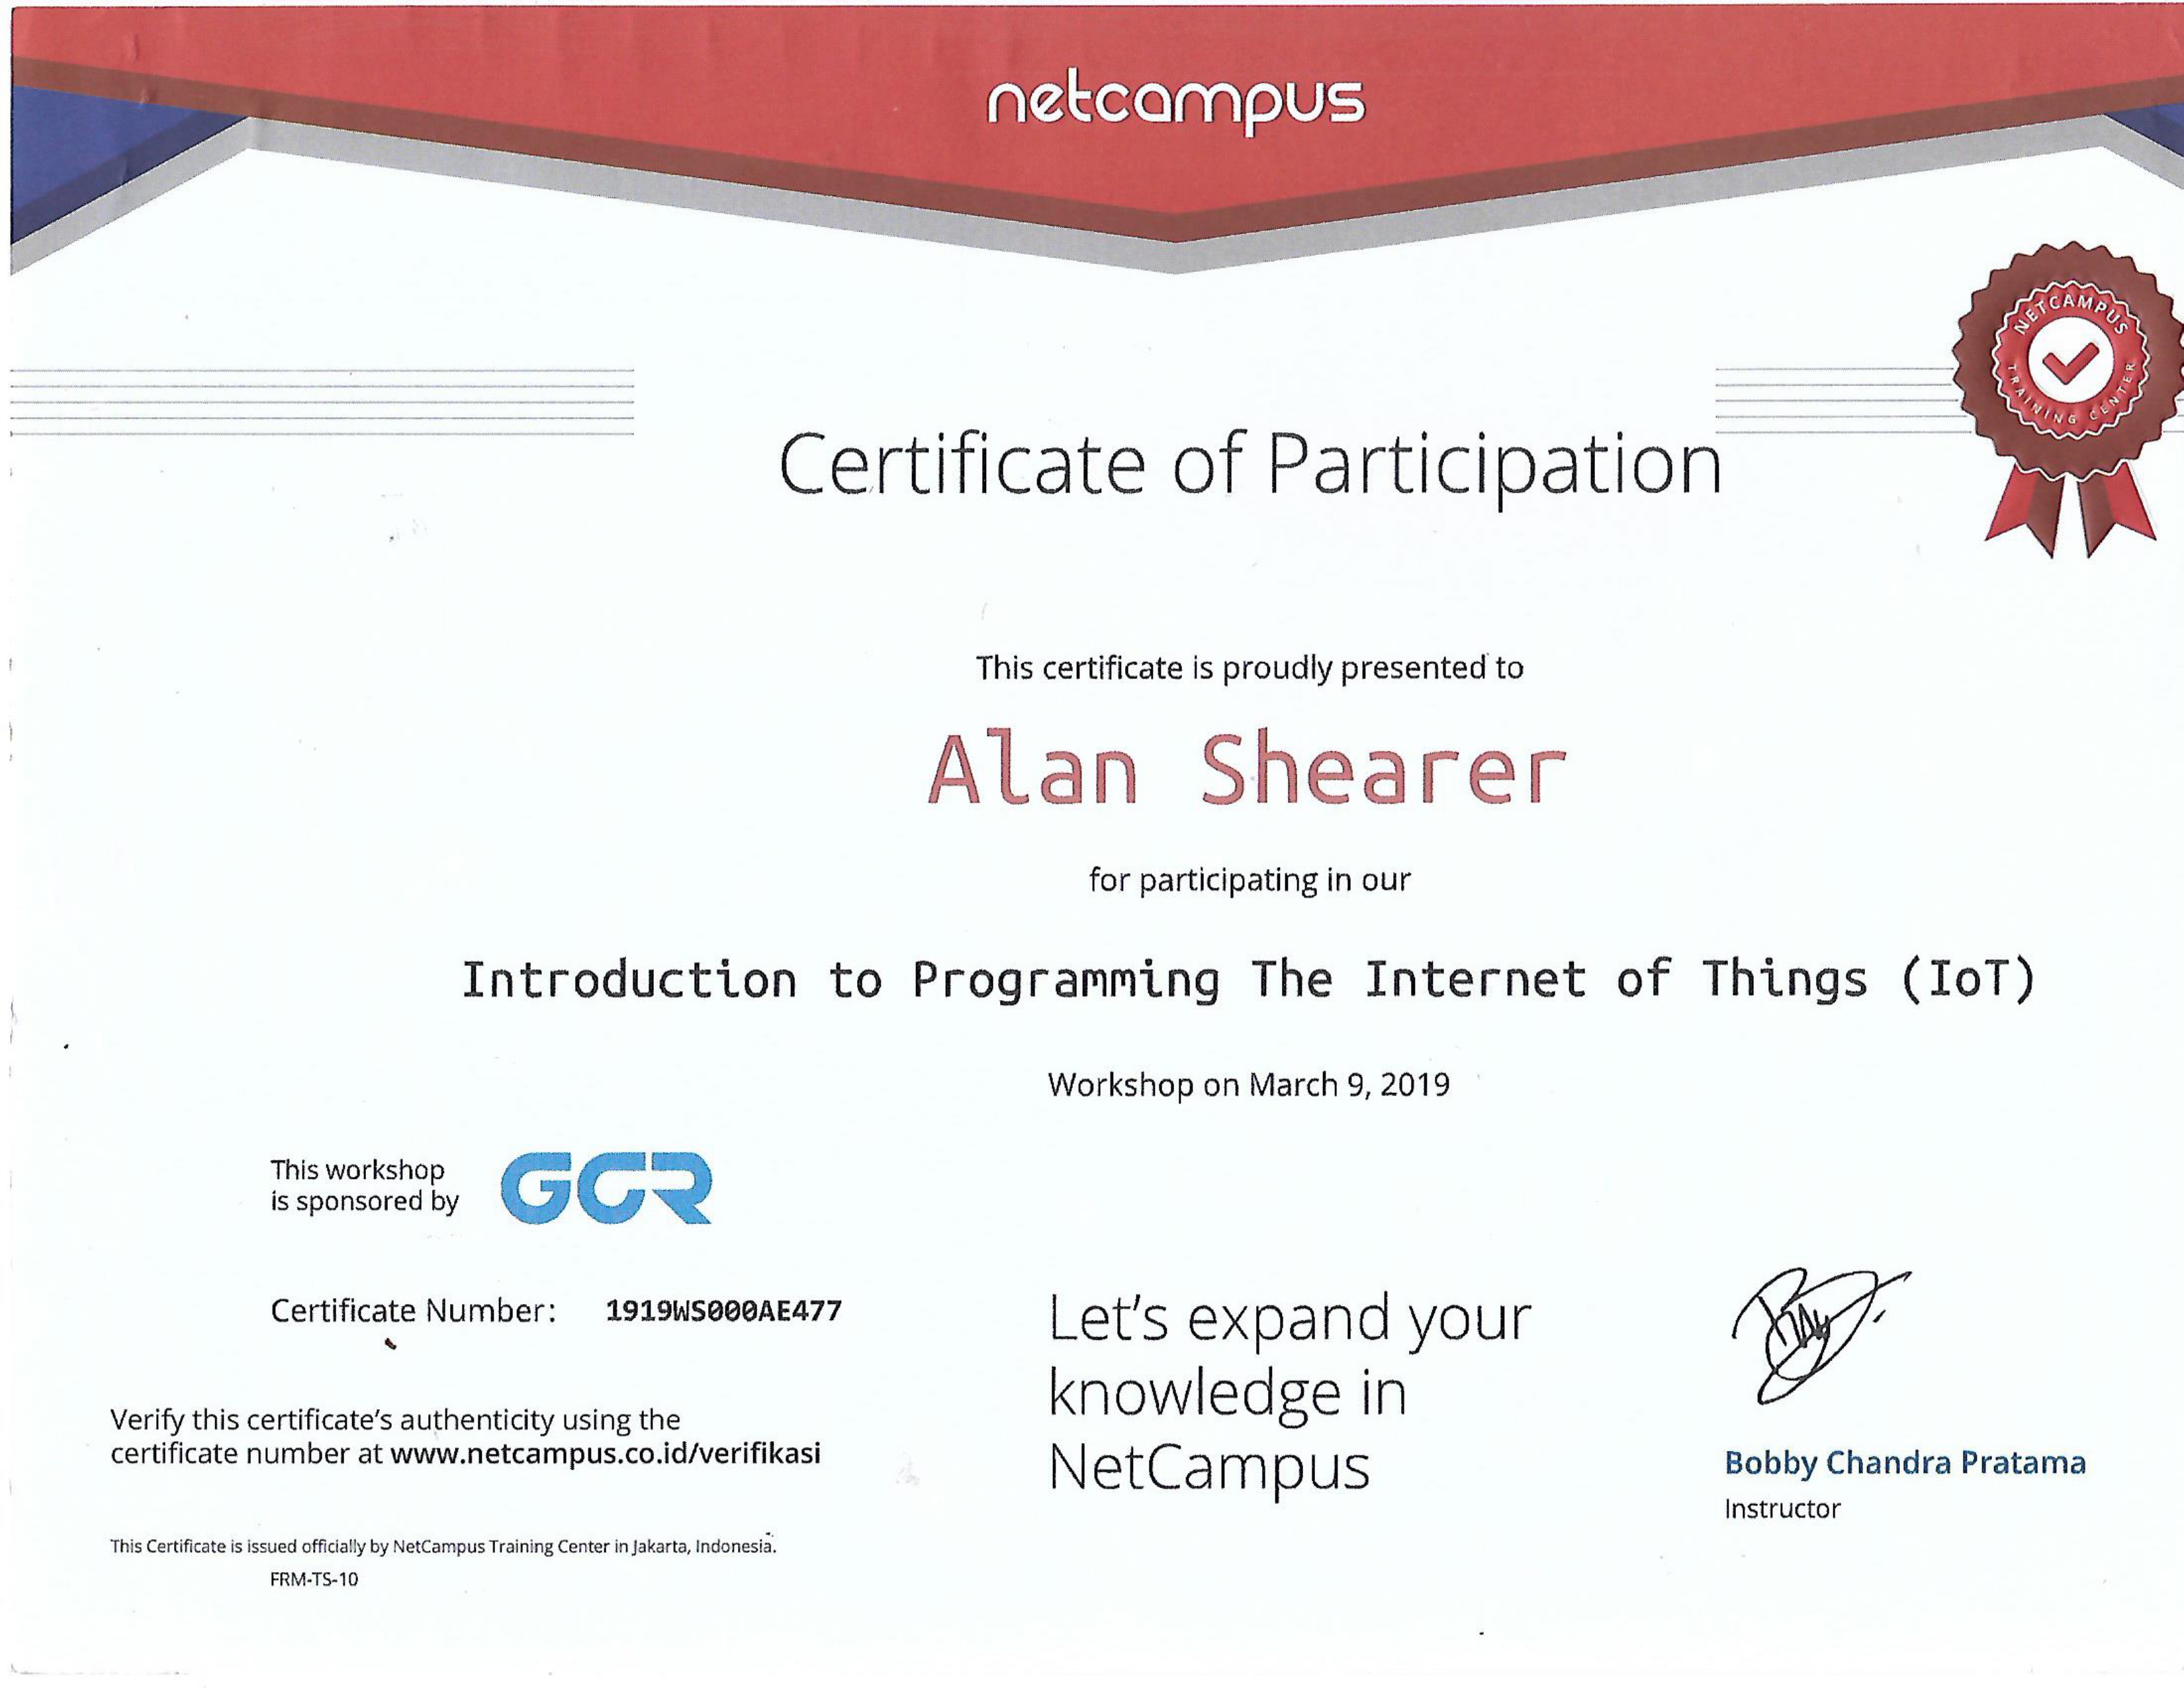 netcampus
NETCAMPUS
TRAINING CENTER
Certificate of Participation
This certificate is proudly presented to
Alan Shearer
for participating in our
Introduction to Programming The Internet of Things (IoT)
Workshop on March 9, 2019
This workshop
is sponsored by
GCR
Certificate Number: 1919WS000AE477
Verify this certificate's authenticity using the
certificate number at www.netcampus.co.id/verifikasi
This Certificate is issued officially by NetCampus Training Center in Jakarta, Indonesia.
FRM-TS-10
Let's expand your
knowledge in
NetCampus
Bobby Chandra Pratama
Instructor